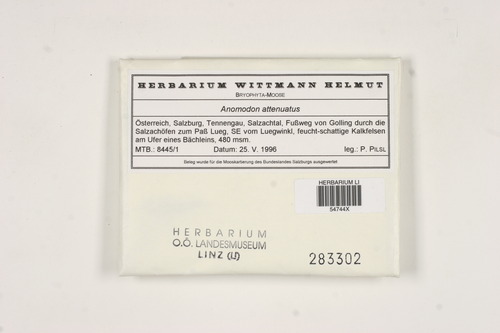 HERBARIUM WITTMANN HELMUT
BRYOPHYTA-MOOSE
Anomodon attenuatus
Österreich, Salzburg, Tennengau, Salzachtal, Fußweg von Golling durch die
Salzachöfen zum Paß Lueg, SE vom Luegwinkl, feucht-schattige Kalkfelsen
am Ufer eines Bächleins, 480 msm.
MTB.: 8445/1 Datum: 25. V. 1996 leg.: P. PILSL
Beleg wurde für die Mooskartierung des Bundeslandes Salzburgs ausgewertet
HERBARIUM LI
54744X
HERBARIUM
O.Ö. LANDESMUSEUM
LINZ (LI)
283302